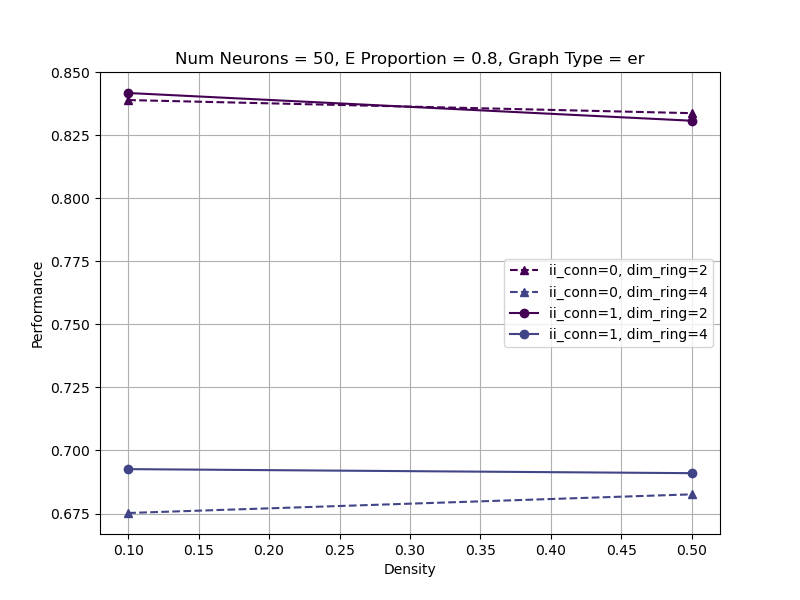 Num Neurons = 50, E Proportion = 0.8, Graph Type = er
0.850
0.825
0.800
0.775
0.750
0.725
0.700
0.675
Performance
ii_conn=0, dim_ring=2
ii_conn=0, dim_ring=4
ii_conn=1, dim_ring=2
ii_conn=1, dim_ring=4
0.10 0.15 0.20 0.25 0.30 0.35 0.40 0.45 0.50
Density